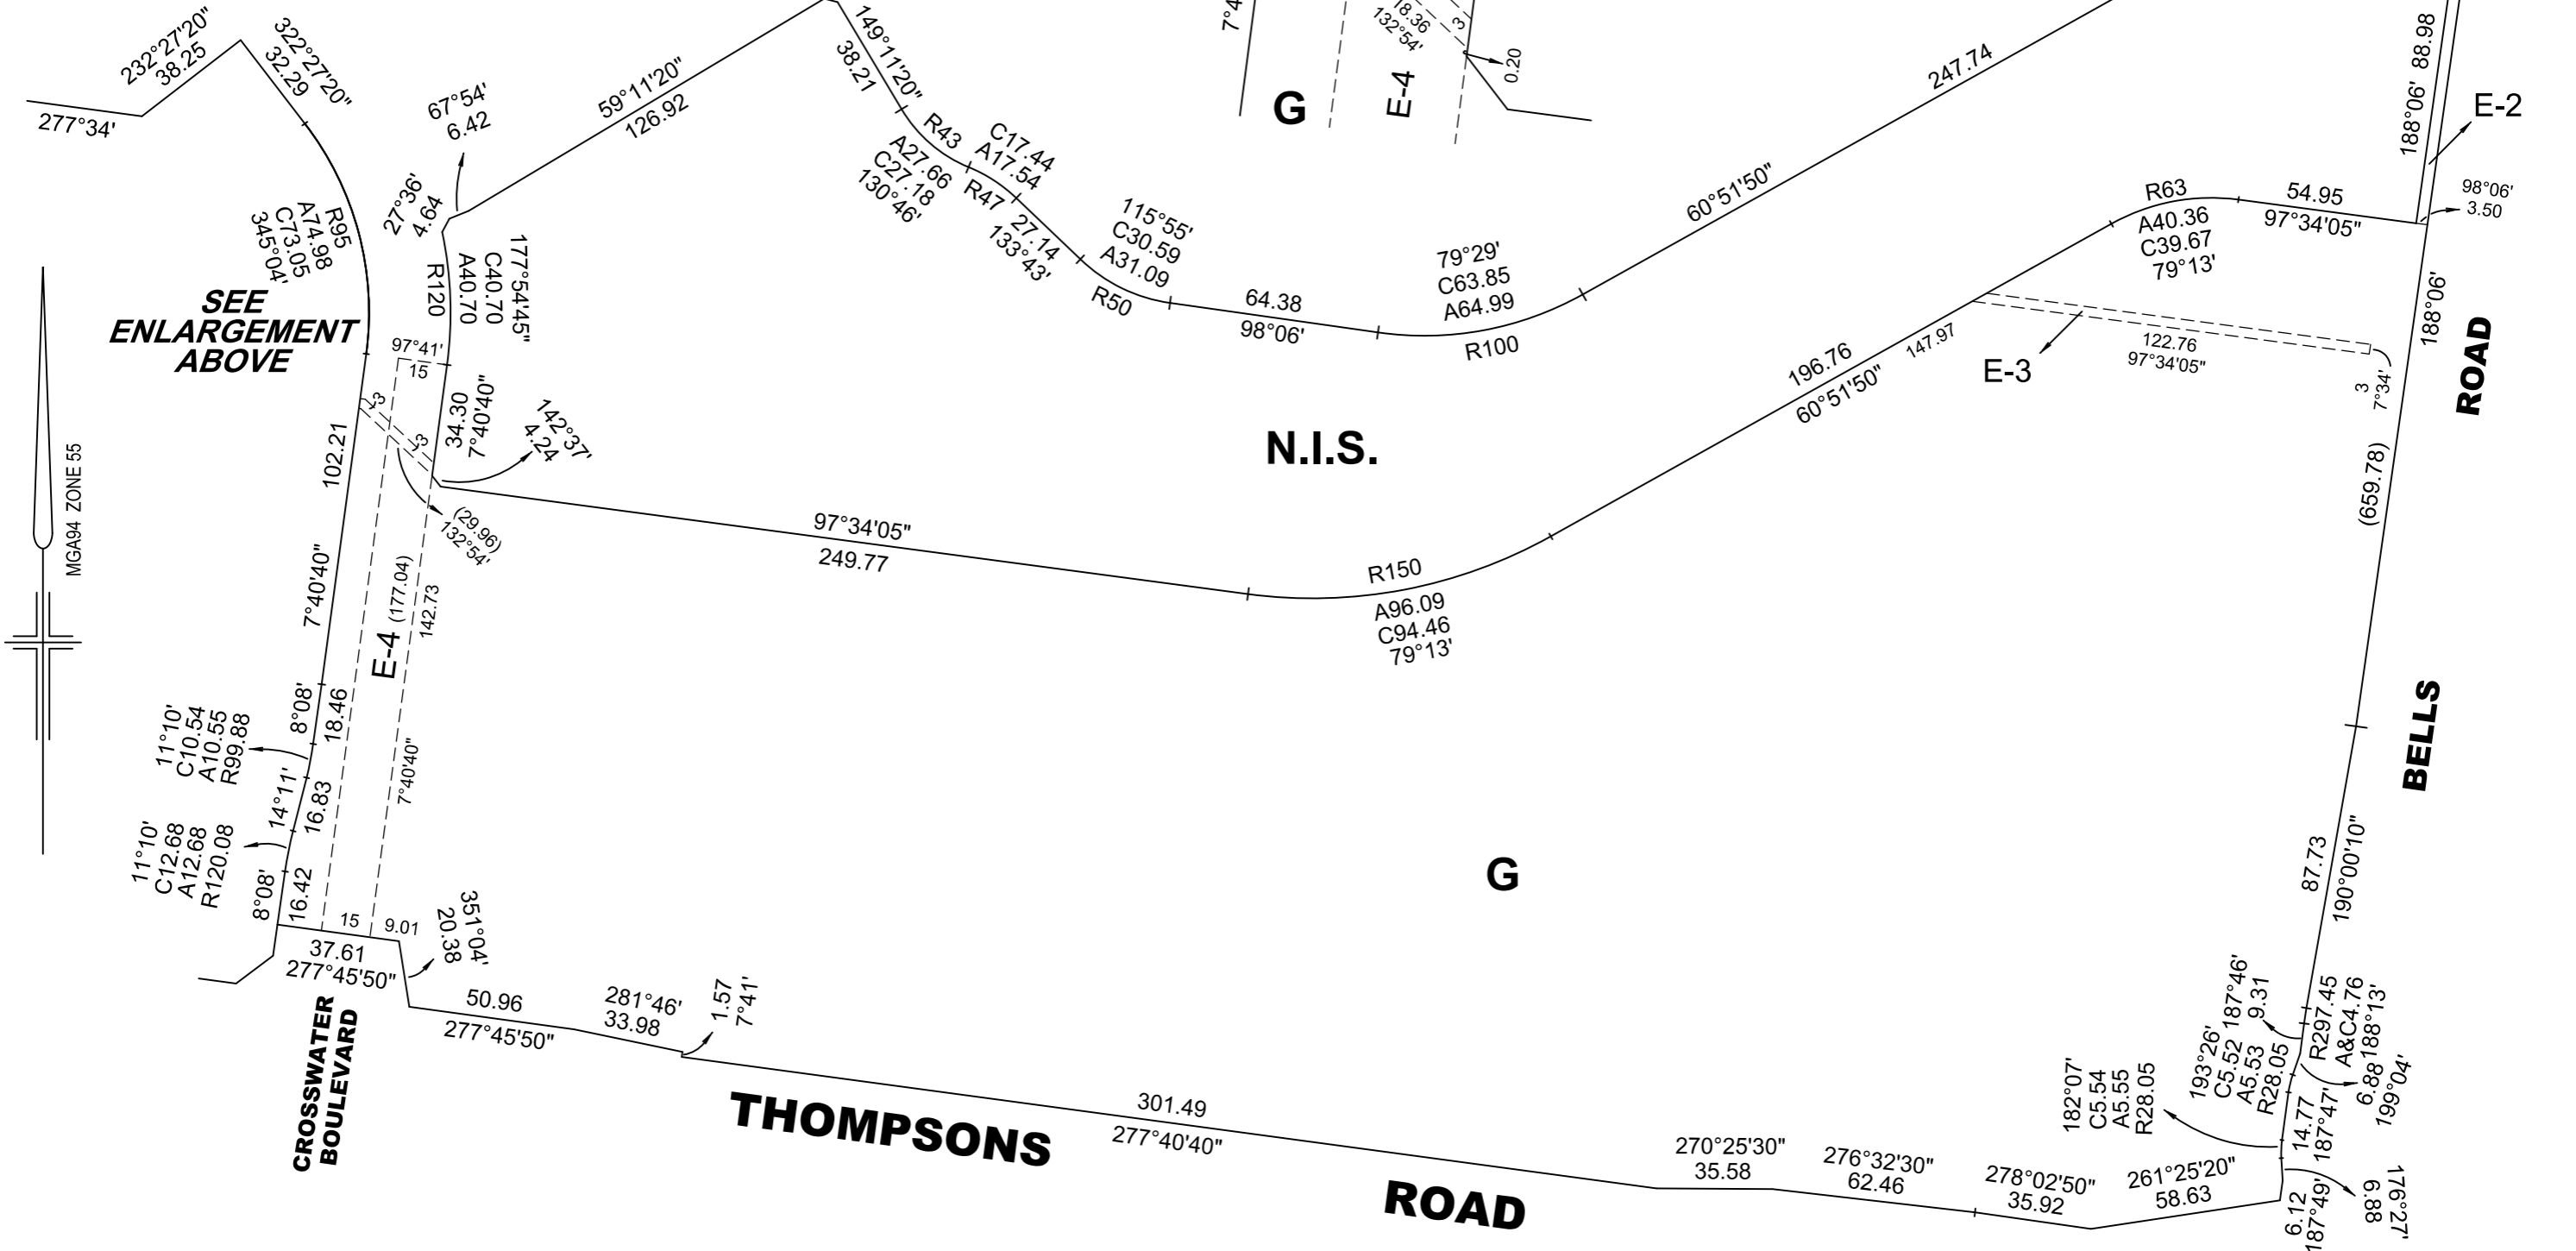 232°27'20"
38.25
322°27'20"
32.29
277°34'
67°54'
6.42
59°11'20"
126.92
27°36'
4.64
149°11'20"
38.21
R43
A27.66
C27.18
130°46'
C17.44
A17.54
R47
27.14
133°43'
115°55'
C30.59
A31.09
R50
64.38
98°06'
79°29'
C63.85
A64.99
R100
7°4
G
E-4
18.36
132°54'
3
0.20
247.74
60°51'50"
188°06' 88.98
E-2
98°06'
3.50
R63
A40.36
C39.67
79°13'
54.95
97°34'05"
R95
A74.98
C73.05
345°04'
SEE
ENLARGEMENT
ABOVE
R120
A40.70
C40.70
177°54'45"
97°41'
15
3
3
34.30
7°40'40"
142°37'
4.24
(29.96)
132°54'
102.21
7°40'40"
MGA94 ZONE 55
E-4 (177.04)
142.73
7°40'40"
97°34'05"
249.77
N.I.S.
R150
A96.09
C94.46
79°13'
196.76
60°51'50"
147.97
E-3
122.76
97°34'05"
3
7°34'
188°06'
(659.78)
ROAD
BELLS
8°08'
18.46
11°10'
C10.54
A10.55
R99.88
14°11'
16.83
11°10'
C12.68
A12.68
R120.08
8°08'
16.42
15
9.01
37.61
277°45'50"
351°04'
20.38
CROSSWATER
BOULEVARD
50.96
277°45'50"
281°46'
33.98
1.57
7°41'
G
87.73
190°00'10"
187°46'
9.31
R297.45
A&C4.76
188°13'
193°26'
C5.52
A5.53
R28.05
6.88
199°04'
14.77
187°47'
182°07'
C5.54
A5.55
R28.05
176°27'
6.88
6.12
187°49'
THOMPSONS
ROAD
301.49
277°40'40"
270°25'30"
35.58
276°32'30"
62.46
278°02'50"
35.92
261°25'20"
58.63